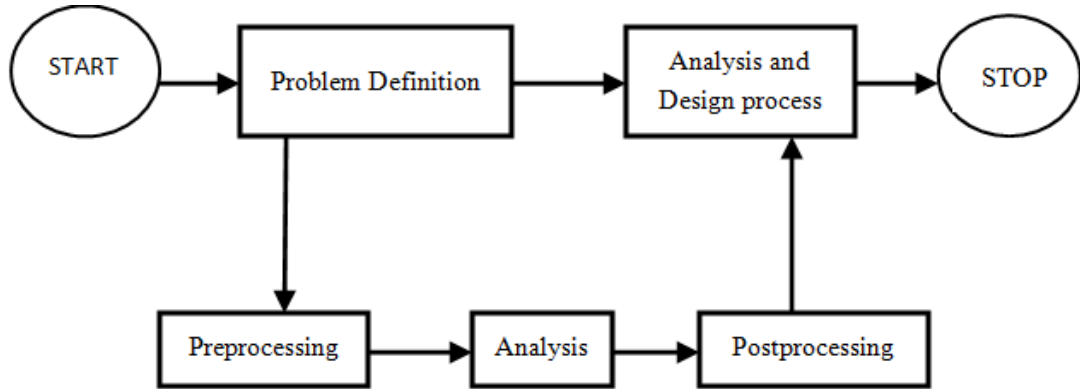 START
Problem Definition
Analysis and
Design process
STOP
Preprocessing
Analysis
Postprocessing